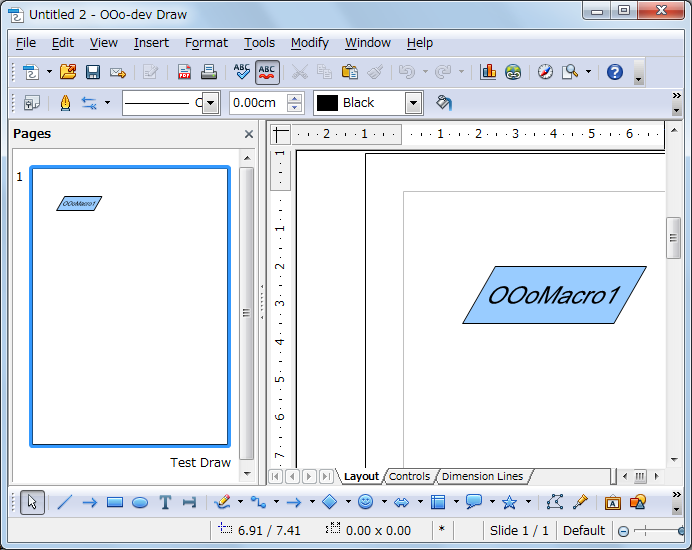 Untitled 2 - OOo-dev Draw
File Edit View Insert Format Tools Modify Window Help
ABC ABC
C 0.00cm Black
Pages
2 1 1 2 3 4 5 6
1
OOoMacro1
1
1
2
3
4
5
6
7
OOoMacro1
Test Draw
Layout Controls Dimension Lines
T A
6.91 / 7.41 0.00 x 0.00 * Slide 1 / 1 Default